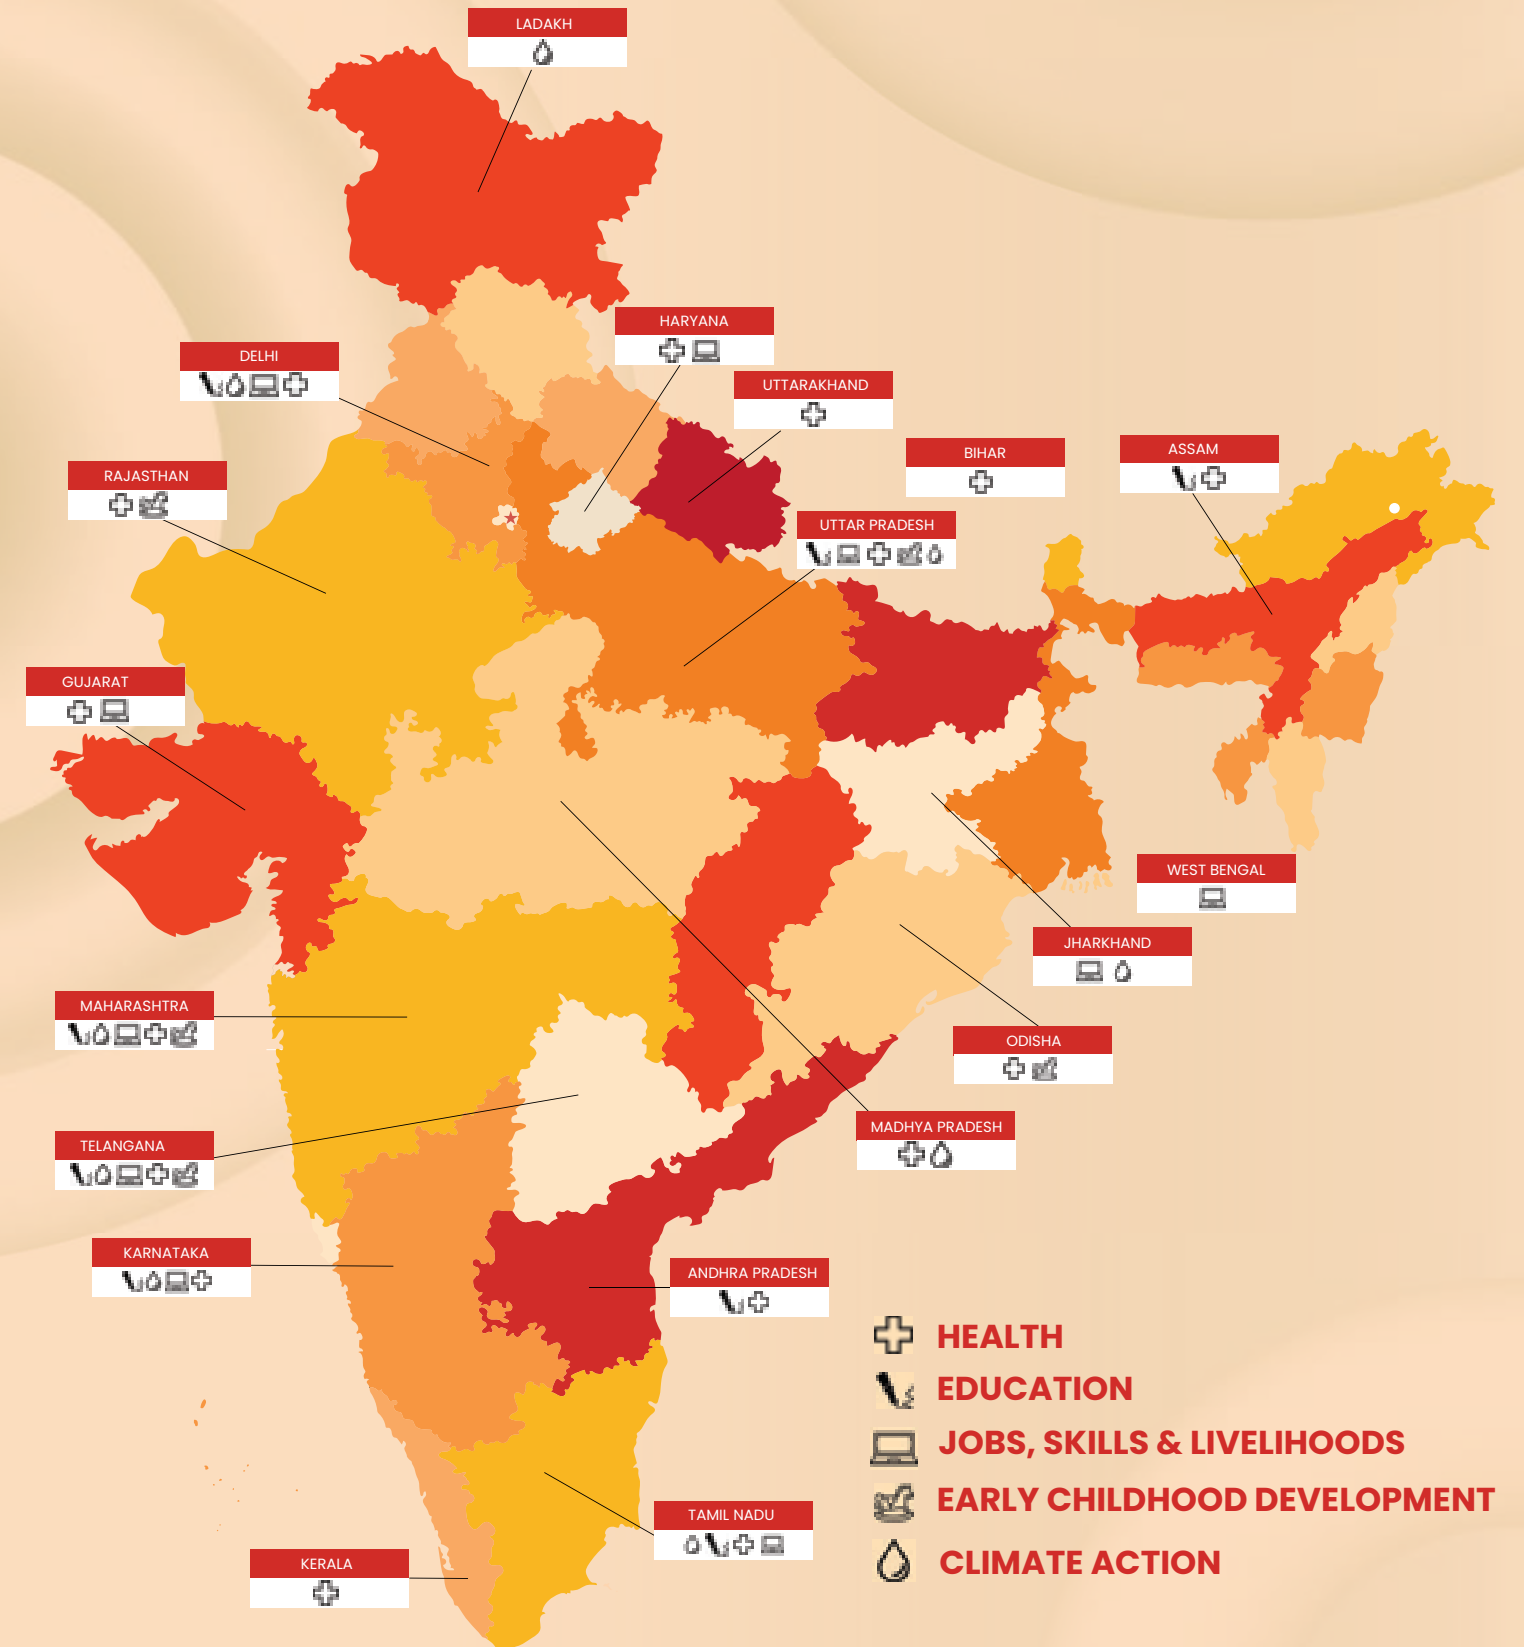 LADAKH
HARYANA
DELHI
UTTARAKHAND
BIHAR
ASSAM
RAJASTHAN
UTTAR PRADESH
GUJARAT
WEST BENGAL
JHARKHAND
MAHARASHTRA
ODISHA
MADHYA PRADESH
TELANGANA
KARNATAKA
ANDHRA PRADESH
TAMIL NADU
KERALA
HEALTH
EDUCATION
JOBS, SKILLS & LIVELIHOODS
EARLY CHILDHOOD DEVELOPMENT
CLIMATE ACTION